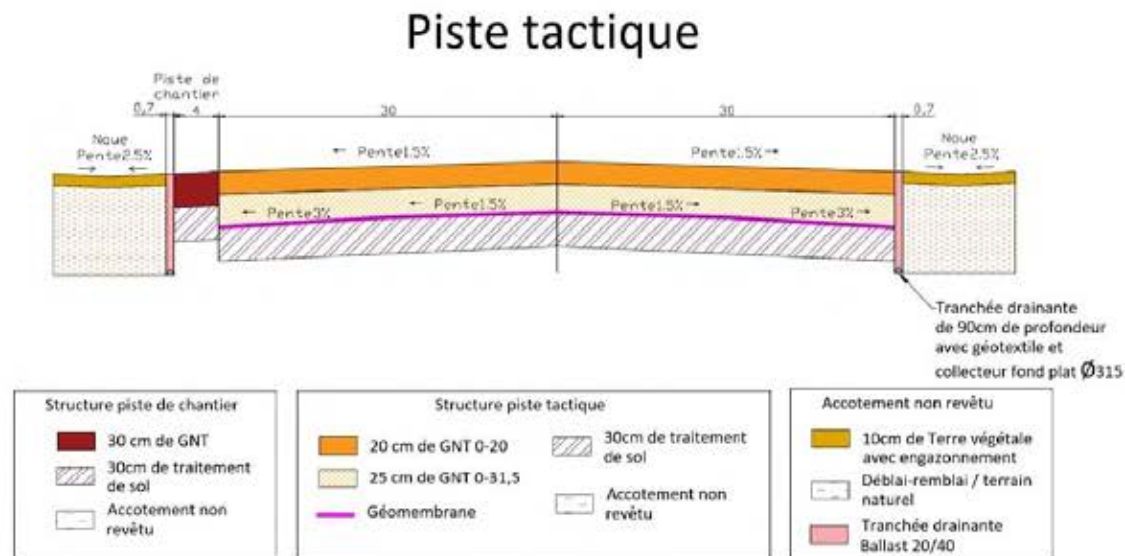 Piste tactique
Piste de
chantier
0,7
4
30
30
0,7
Noue
Pente2.5%
← Pente1.5%
Pente1.5% →
Noue
Pente2.5%
← Pente3%
← Pente1.5%
Pente1.5% →
Pente3% →
Tranchée drainante
de 90cm de profondeur
avec géotextile et
collecteur fond plat Ø315
Structure piste de chantier
30 cm de GNT
30cm de traitement
de sol
Accotement non
revêtu
Structure piste tactique
20 cm de GNT 0-20
25 cm de GNT 0-31,5
Géomembrane
30cm de traitement
de sol
Accotement non
revêtu
Accotement non revêtu
10cm de Terre végétale
avec engazonnement
Déblai-remblai / terrain
naturel
Tranchée drainante
Ballast 20/40